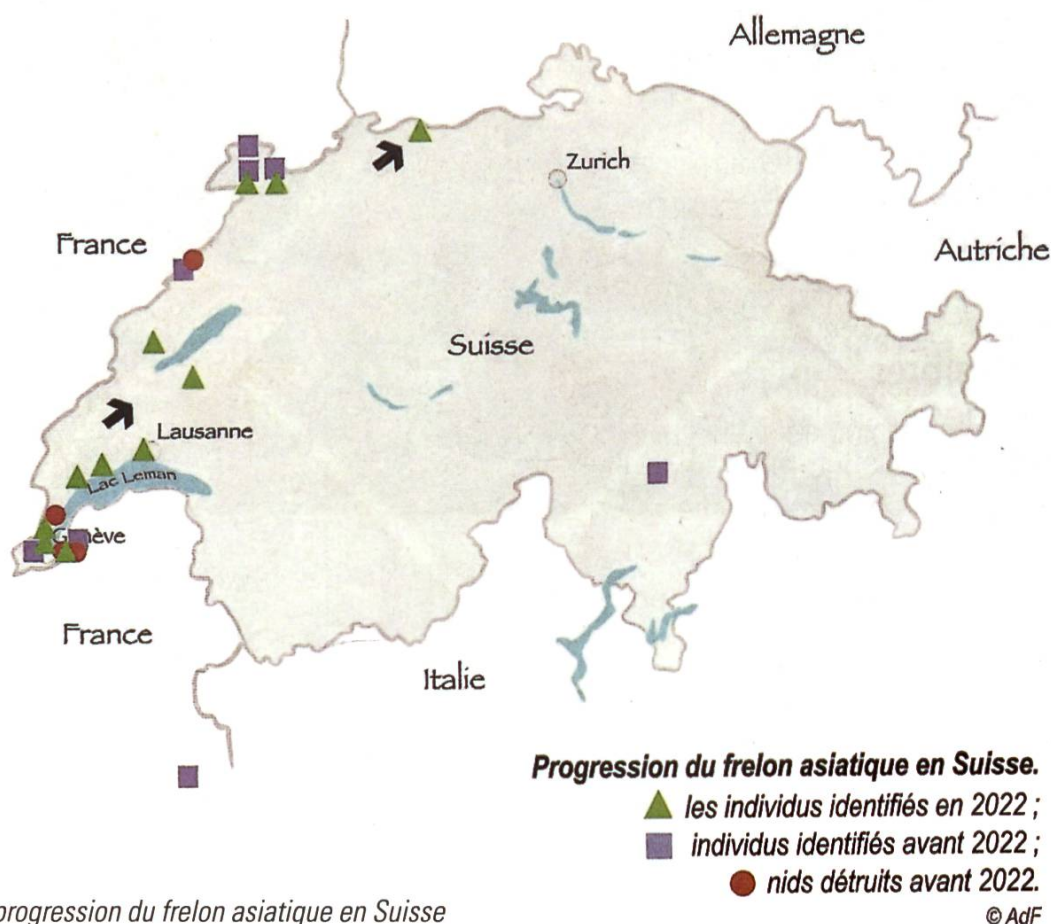 Allemagne
Zurich
France
Autriche
Suisse
Lausanne
Lac Leman
Genève
France
Italie
Progression du frelon asiatique en Suisse.
les individus identifiés en 2022 ;
individus identifiés avant 2022 ;
nids détruits avant 2022.
progression du frelon asiatique en Suisse
© AdF